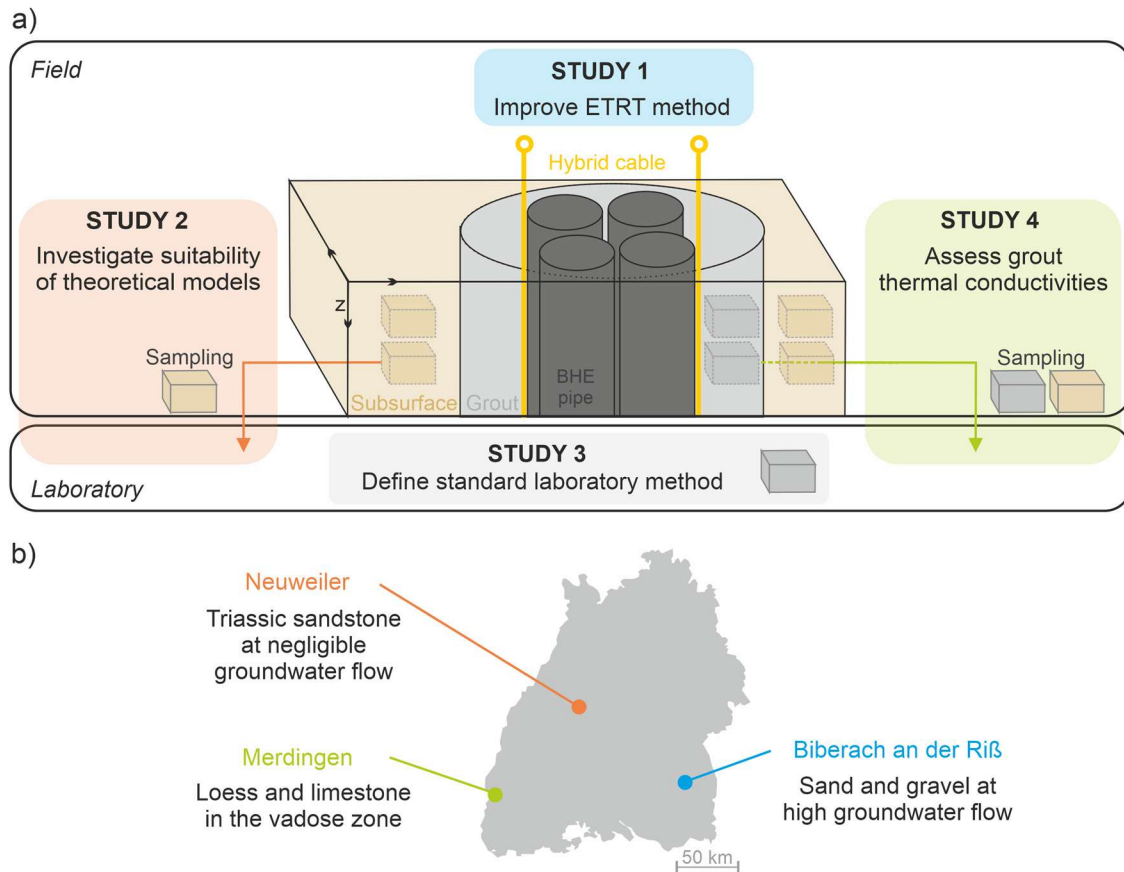 a)
Field
STUDY 1
Improve ETRT method
Hybrid cable
STUDY 2
Investigate suitability
of theoretical models
Sampling
STUDY 4
Assess grout
thermal conductivities
Sampling
z
BHE
pipe
Subsurface
Grout
STUDY 3
Define standard laboratory method
Laboratory
b)
Neuweiler
Triassic sandstone
at negligible
groundwater flow
Merdingen
Loess and limestone
in the vadose zone
Biberach an der Riß
Sand and gravel at
high groundwater flow
50 km